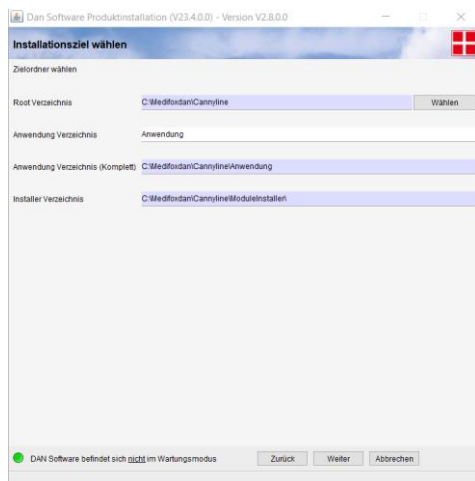 Dan Software Produktinstallation (V23.4.0.0) - Version V2.8.0.0
Installationsziel wählen
Zielordner wählen
Root Verzeichnis C:\Medifoxdan\Cannyline Wählen
Anwendung Verzeichnis Anwendung
Anwendung Verzeichnis (Komplett) C:\Medifoxdan\Cannyline\Anwendung
Installer Verzeichnis C:\Medifoxdan\Cannyline\ModuleInstaller\
DAN Software befindet sich nicht im Wartungsmodus Zurück Weiter Abbrechen